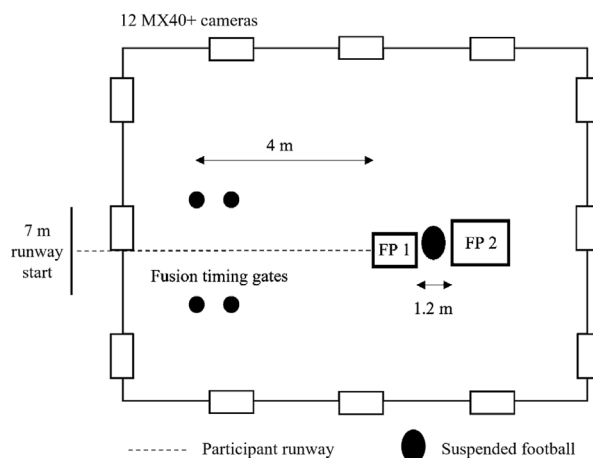 12 MX40+ cameras
4 m
7 m
runway
start
FP 1
FP 2
Fusion timing gates
1.2 m
Participant runway
Suspended football